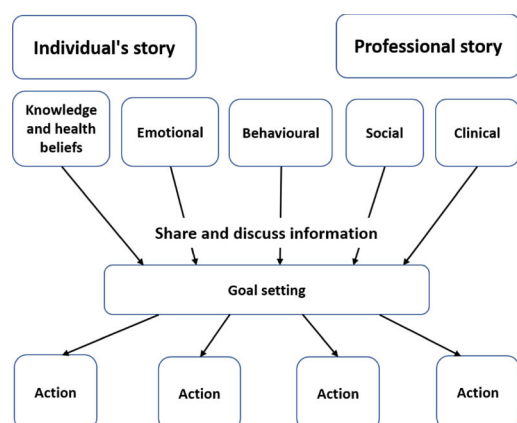 Individual's story
Professional story
Knowledge
and health
beliefs
Emotional
Behavioural
Social
Clinical
Share and discuss information
Goal setting
Action
Action
Action
Action